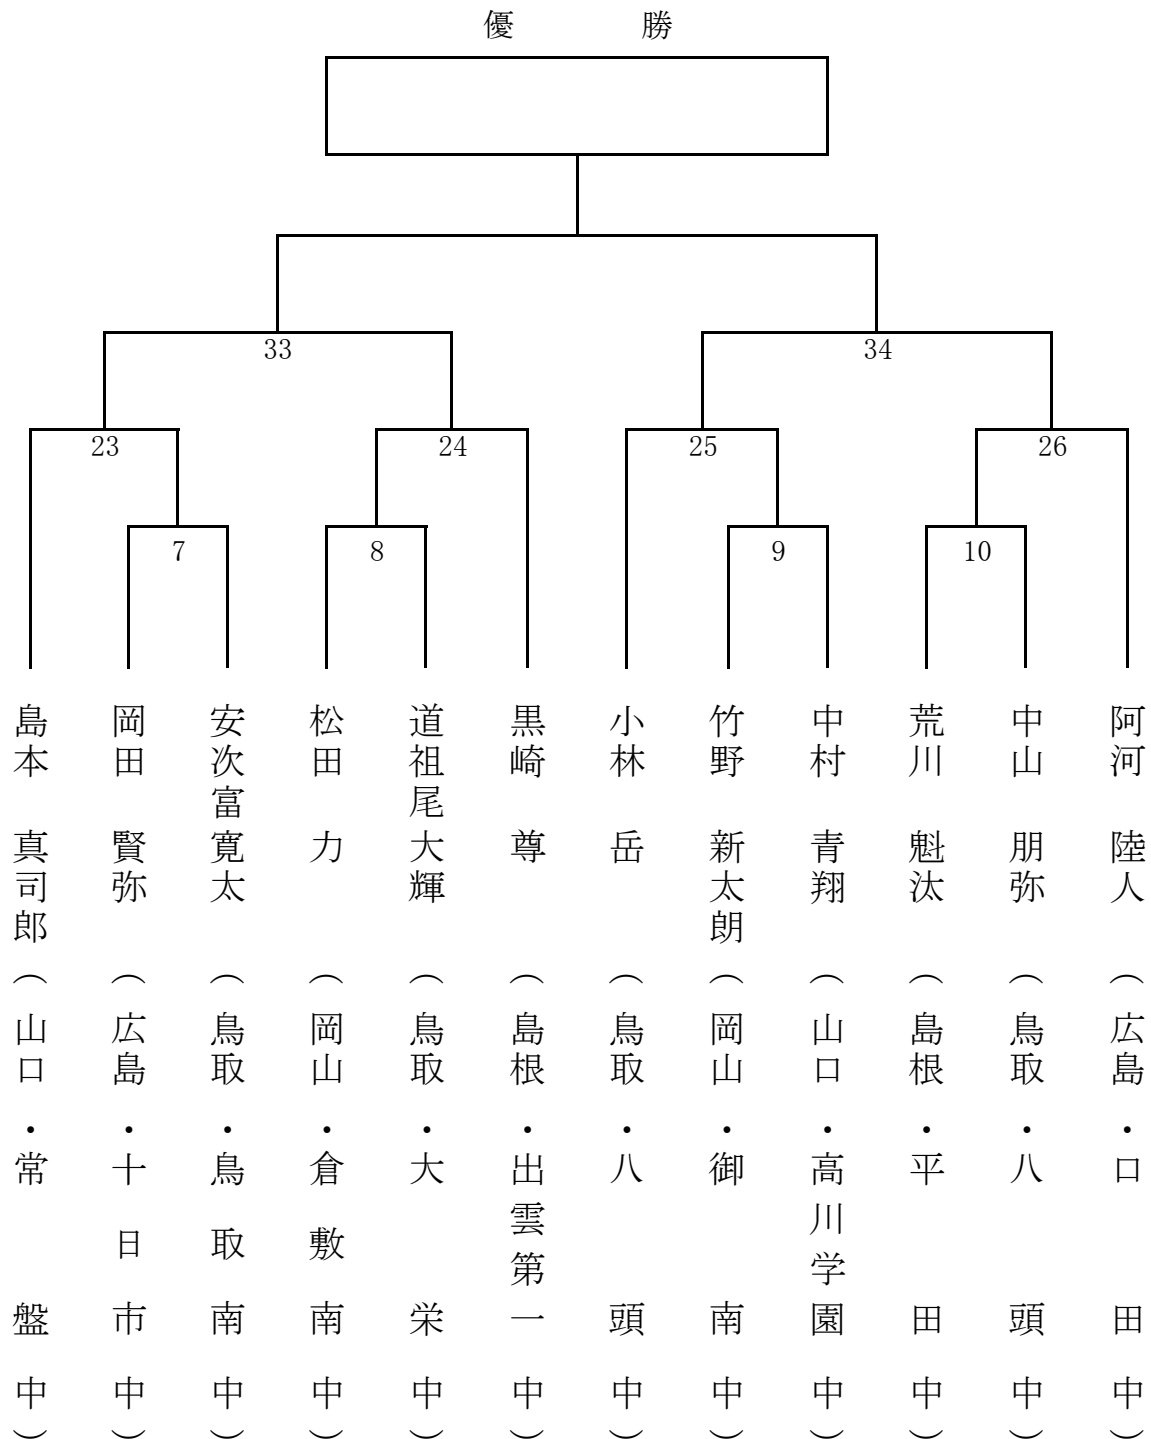 優勝
33
34
23
24
25
26
7
8
9
10
島本 真司郎 (山口・常盤中)
岡田 賢弥 (広島・十日市中)
安次富 寛太 (鳥取・鳥取南中)
松田 力 (岡山・倉敷南中)
道祖尾 大輝 (鳥取・大栄中)
黒崎 尊 (島根・出雲第一中)
小林 岳 (鳥取・八頭中)
竹野 新太朗 (岡山・御南中)
中村 青翔 (山口・高川学園中)
荒川 魁汰 (島根・平田中)
中山 朋弥 (鳥取・八頭中)
阿河 陸人 (広島・口田中)